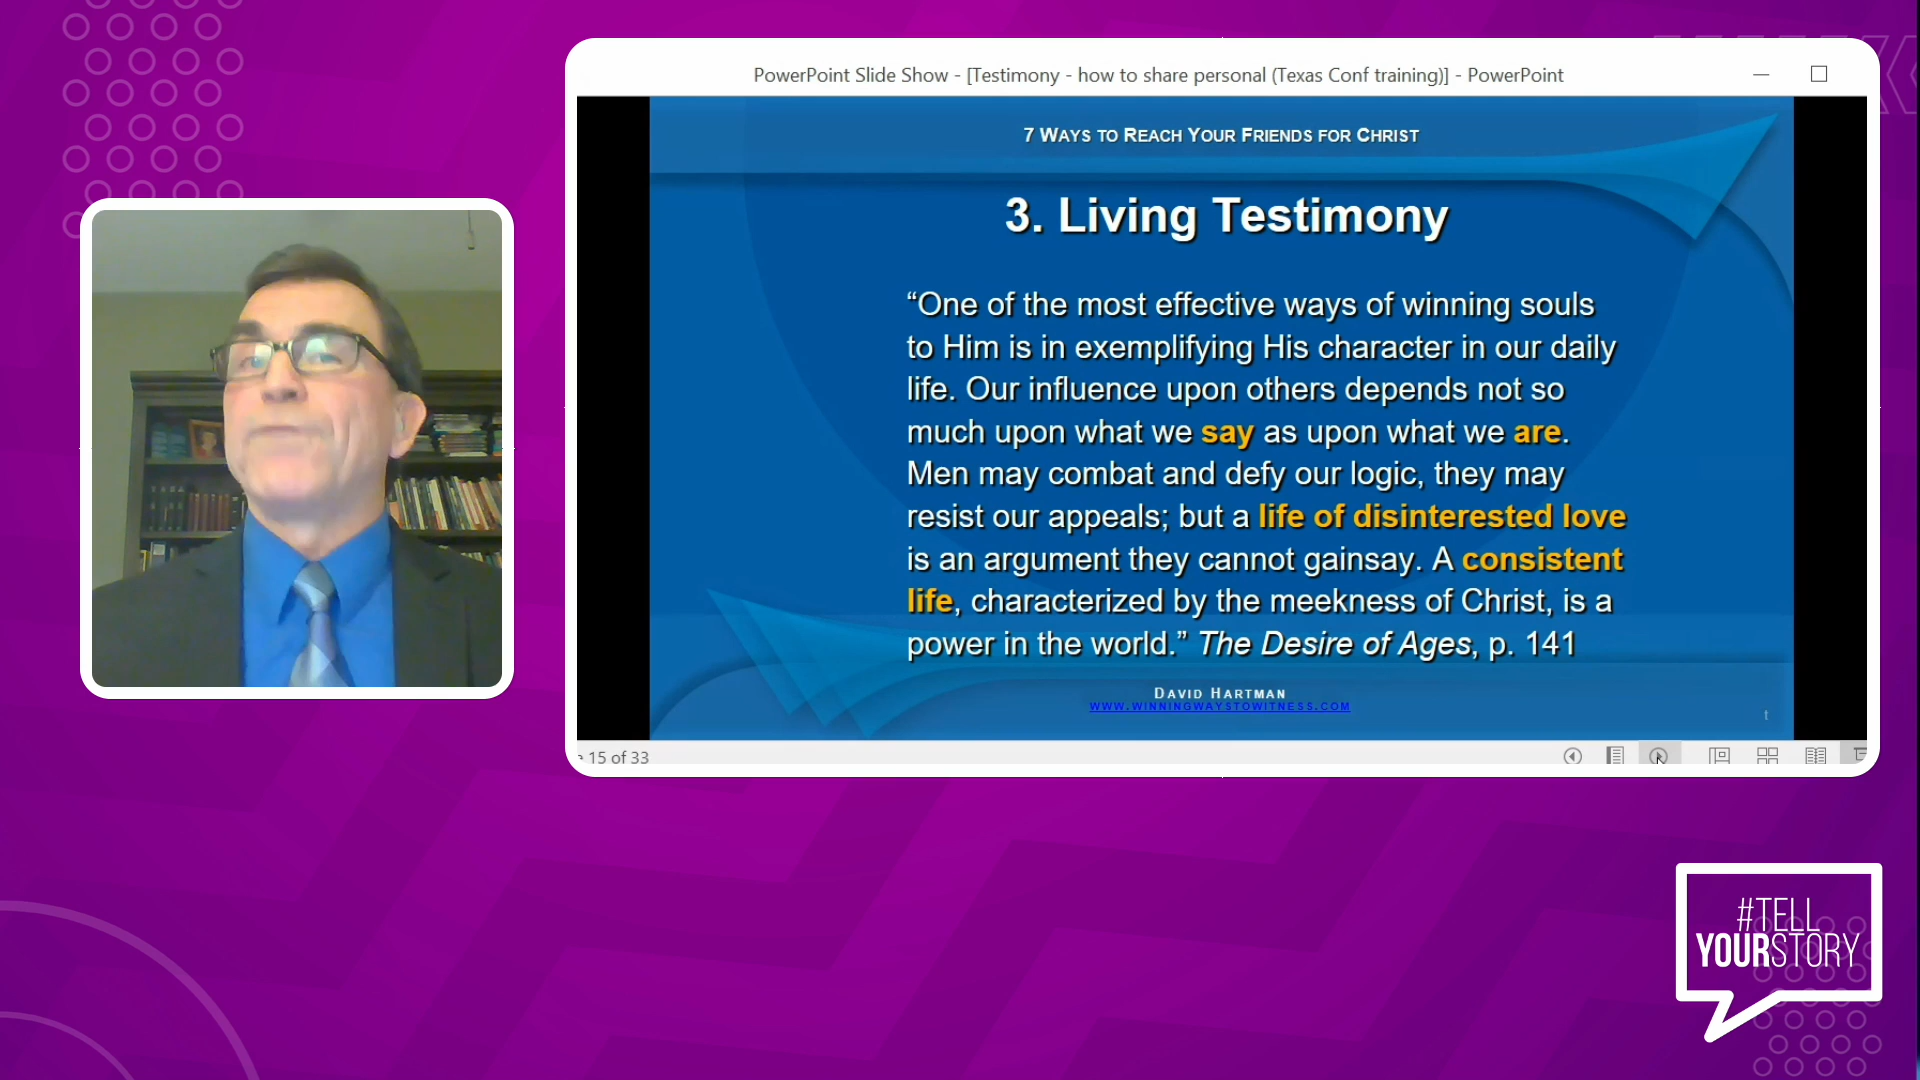 PowerPoint Slide Show - [Testimony - how to share personal (Texas Conf training)] - PowerPoint
7 WAYS TO REACH YOUR FRIENDS FOR CHRIST
3. Living Testimony
“One of the most effective ways of winning souls
to Him is in exemplifying His character in our daily
life. Our influence upon others depends not so
much upon what we say as upon what we are.
Men may combat and defy our logic, they may
resist our appeals; but a life of disinterested love
is an argument they cannot gainsay. A consistent
life, characterized by the meekness of Christ, is a
power in the world.” The Desire of Ages, p. 141
DAVID HARTMAN
WWW.WINNINGWAYSTOWITNESS.COM
t
15 of 33
#TELL
YOURSTORY